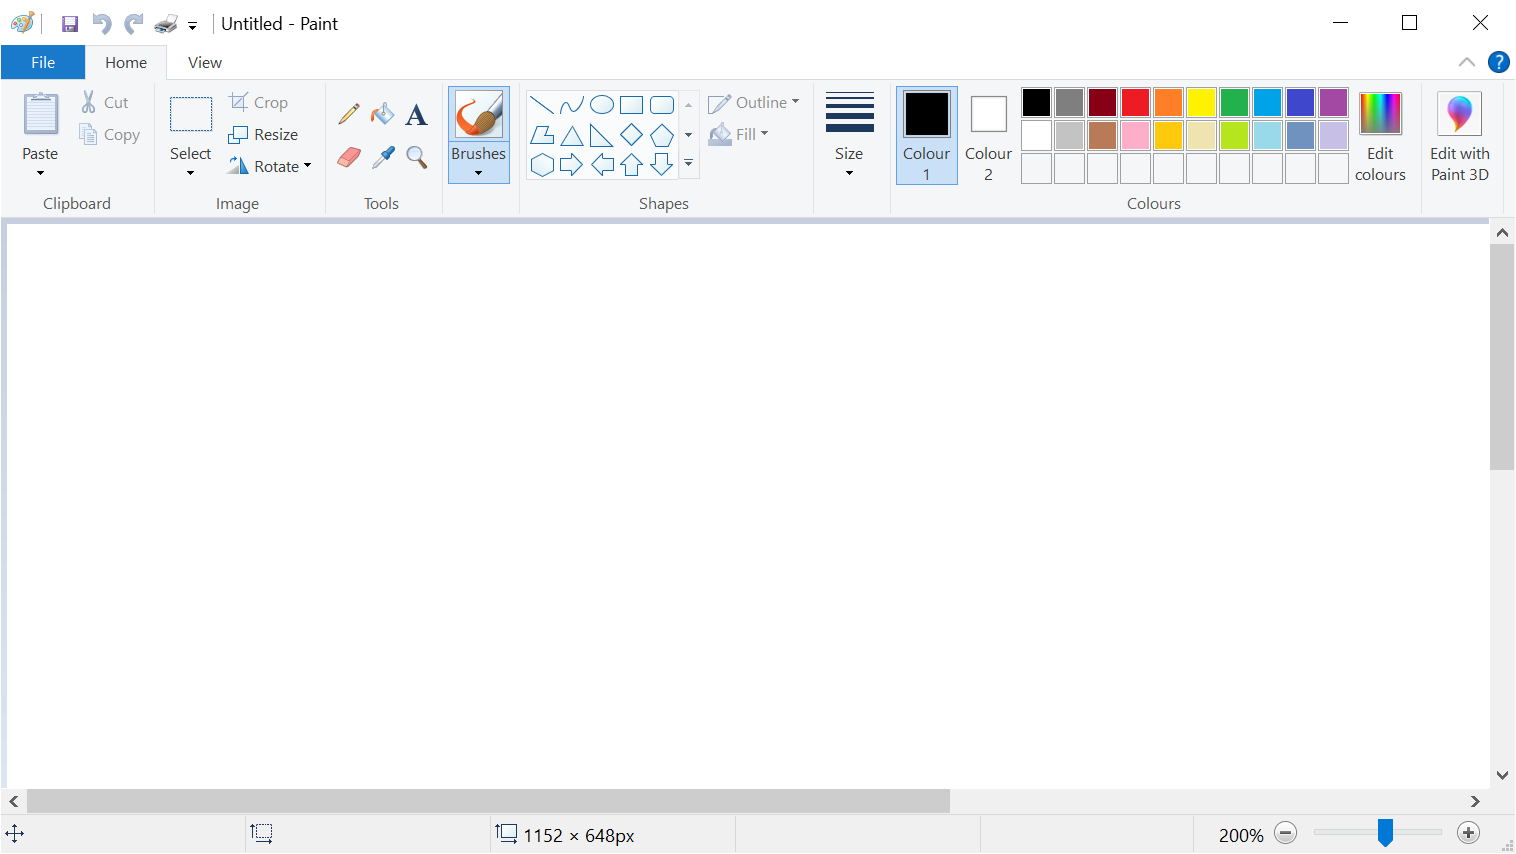 Untitled - Paint
File Home View
Paste
Cut
Copy
Clipboard
Select
Crop
Resize
Rotate
Image
A
Tools
Brushes
Shapes
Outline
Fill
Size
Colour 1
Colour 2
Colours
Edit colours
Edit with Paint 3D
?
1152 × 648px
200%